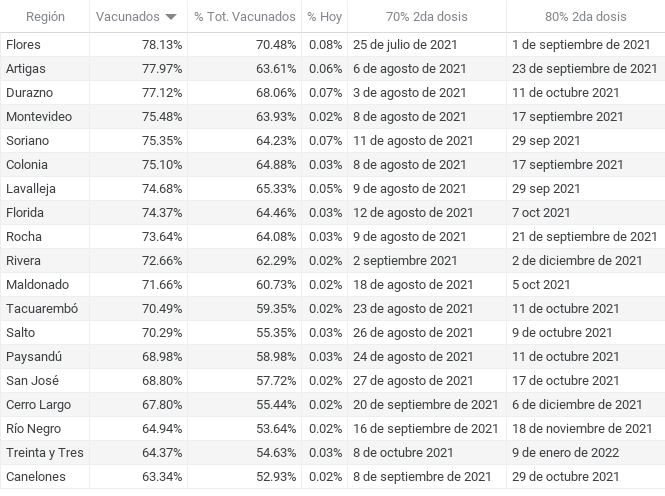 Región Vacunados % Tot. Vacunados % Hoy 70% 2da dosis 80% 2da dosis
Flores 78.13% 70.48% 0.08% 25 de julio de 2021 1 de septiembre de 2021
Artigas 77.97% 63.61% 0.06% 6 de agosto de 2021 23 de septiembre de 2021
Durazno 77.12% 68.06% 0.07% 3 de agosto de 2021 11 de octubre 2021
Montevideo 75.48% 63.93% 0.02% 8 de agosto de 2021 17 septiembre 2021
Soriano 75.35% 64.23% 0.07% 11 de agosto de 2021 29 sep 2021
Colonia 75.10% 64.88% 0.03% 8 de agosto de 2021 17 septiembre 2021
Lavalleja 74.68% 65.33% 0.05% 9 de agosto de 2021 29 sep 2021
Florida 74.37% 64.46% 0.03% 12 de agosto de 2021 7 oct 2021
Rocha 73.64% 64.08% 0.03% 9 de agosto de 2021 21 de septiembre de 2021
Rivera 72.66% 62.29% 0.02% 2 septiembre 2021 2 de diciembre de 2021
Maldonado 71.66% 60.73% 0.02% 18 de agosto de 2021 5 oct 2021
Tacuarembó 70.49% 59.35% 0.02% 23 de agosto de 2021 11 de octubre 2021
Salto 70.29% 55.35% 0.03% 26 de agosto de 2021 9 de octubre 2021
Paysandú 68.98% 58.98% 0.03% 24 de agosto de 2021 11 de octubre 2021
San José 68.80% 57.72% 0.02% 27 de agosto de 2021 17 de octubre 2021
Cerro Largo 67.80% 55.44% 0.02% 20 de septiembre de 2021 6 de diciembre de 2021
Río Negro 64.94% 53.64% 0.02% 16 de septiembre de 2021 18 de noviembre de 2021
Treinta y Tres 64.37% 54.63% 0.03% 8 de octubre 2021 9 de enero de 2022
Canelones 63.34% 52.93% 0.02% 8 de septiembre de 2021 29 de octubre 2021